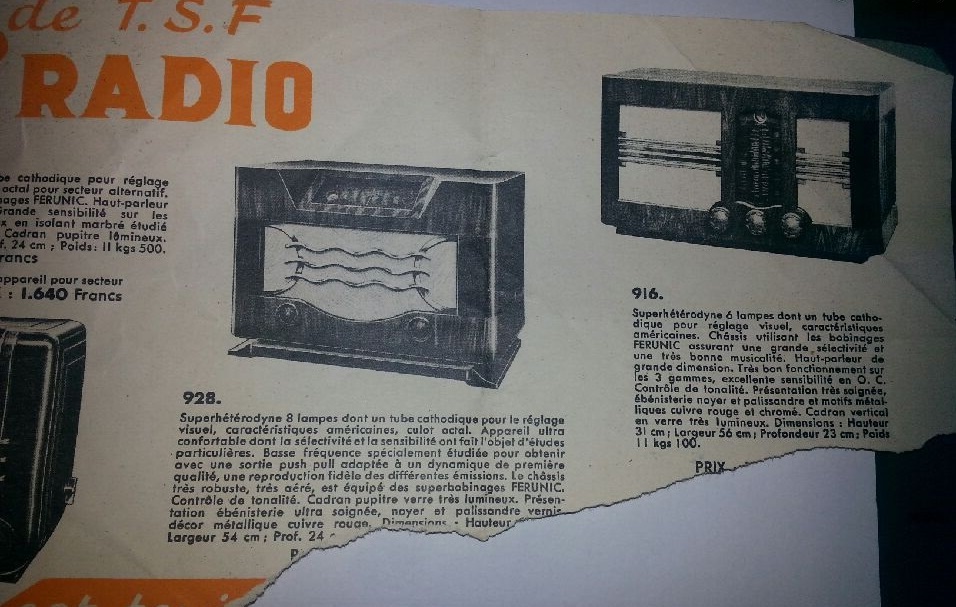 de T.S.F
RADIO
be cathodique pour réglage
octal pour secteur alternatif.
nages FERUNIC. Haut-parleur
Grande sensibilité sur les
x en isolant marbré étudié
Cadran pupitre lumineux.
f. 24 cm ; Poids : 11 kgs 500.
rancs
appareil pour secteur
: 1.640 Francs
928.
Superhétérodyne 8 lampes dont un tube cathodique pour le réglage
visuel, caractéristiques américaines, culot octal. Appareil ultra
confortable dont la sélectivité et la sensibilité ont fait l'objet d'études
particulières. Basse fréquence spécialement étudiée pour obtenir
avec une sortie push pull adaptée à un dynamique de première
qualité, une reproduction fidèle des différentes émissions. Le châssis
très robuste, très aéré, est équipé des superbobinages FERUNIC.
Contrôle de tonalité. Cadran pupitre verre très lumineux. Présen-
tation ébénisterie ultra soignée, noyer et palissandre vernis
décor métallique cuivre rouge. Dimensions : Hauteur
Largeur 54 cm ; Prof. 24
P
916.
Superhétérodyne 6 lampes dont un tube catho-
dique pour réglage visuel, caractéristiques
américaines. Châssis utilisant les bobinages
FERUNIC assurant une grande sélectivité et
une très bonne musicalité. Haut-parleur de
grande dimension. Très bon fonctionnement sur
les 3 gammes, excellente sensibilité en O. C.
Contrôle de tonalité. Présentation très soignée,
ébénisterie noyer et palissandre et motifs métal-
liques cuivre rouge et chromé. Cadran vertical
en verre très lumineux. Dimensions : Hauteur
31 cm ; Largeur 56 cm ; Profondeur 23 cm ; Poids
11 kgs 100.
PRIX